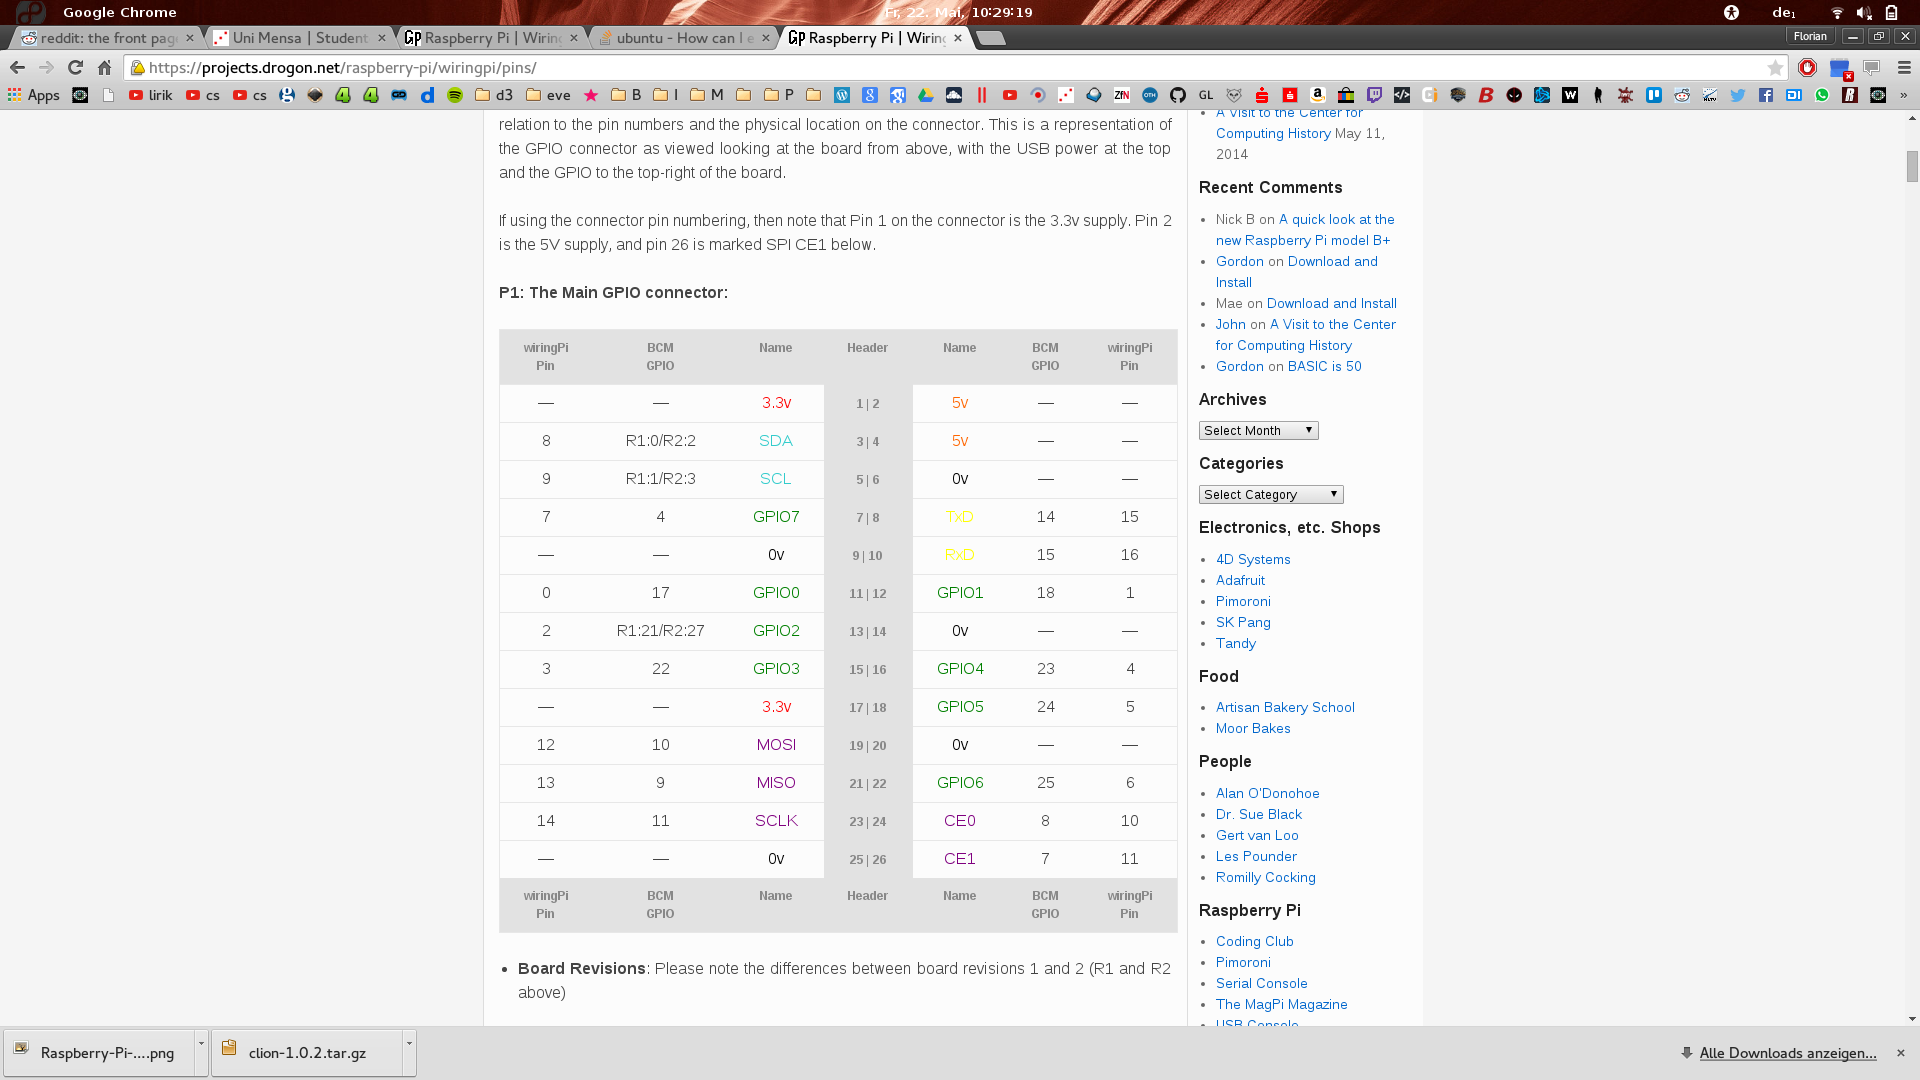 Google Chrome
Fr, 22. Mai, 10:29:19
de₁
reddit: the front pag
Uni Mensa | Student
Raspberry Pi | Wirin
ubuntu - How can I e
Raspberry Pi | Wirin
Florian
https://projects.drogon.net/raspberry-pi/wiringpi/pins/
Apps
lirik
cs
cs
d3
eve
B
I
M
P
GL
relation to the pin numbers and the physical location on the connector. This is a representation of
the GPIO connector as viewed looking at the board from above, with the USB power at the top
and the GPIO to the top-right of the board.
If using the connector pin numbering, then note that Pin 1 on the connector is the 3.3v supply. Pin 2
is the 5V supply, and pin 26 is marked SPI CE1 below.
P1: The Main GPIO connector:
wiringPi Pin BCM GPIO Name Header Name BCM GPIO wiringPi Pin
— — 3.3v 1 | 2 5v — —
8 R1:0/R2:2 SDA 3 | 4 5v — —
9 R1:1/R2:3 SCL 5 | 6 0v — —
7 4 GPIO7 7 | 8 TxD 14 15
— — 0v 9 | 10 RxD 15 16
0 17 GPIO0 11 | 12 GPIO1 18 1
2 R1:21/R2:27 GPIO2 13 | 14 0v — —
3 22 GPIO3 15 | 16 GPIO4 23 4
— — 3.3v 17 | 18 GPIO5 24 5
12 10 MOSI 19 | 20 0v — —
13 9 MISO 21 | 22 GPIO6 25 6
14 11 SCLK 23 | 24 CE0 8 10
— — 0v 25 | 26 CE1 7 11
wiringPi Pin BCM GPIO Name Header Name BCM GPIO wiringPi Pin
Board Revisions: Please note the differences between board revisions 1 and 2 (R1 and R2
above)
A Visit to the Center for
Computing History May 11,
2014
Recent Comments
Nick B on A quick look at the
new Raspberry Pi model B+
Gordon on Download and
Install
Mae on Download and Install
John on A Visit to the Center
for Computing History
Gordon on BASIC is 50
Archives
Select Month
Categories
Select Category
Electronics, etc. Shops
4D Systems
Adafruit
Pimoroni
SK Pang
Tandy
Food
Artisan Bakery School
Moor Bakes
People
Alan O'Donohoe
Dr. Sue Black
Gert van Loo
Les Pounder
Romilly Cocking
Raspberry Pi
Coding Club
Pimoroni
Serial Console
The MagPi Magazine
USB Console
Raspberry-Pi-....png
clion-1.0.2.tar.gz
Alle Downloads anzeigen...